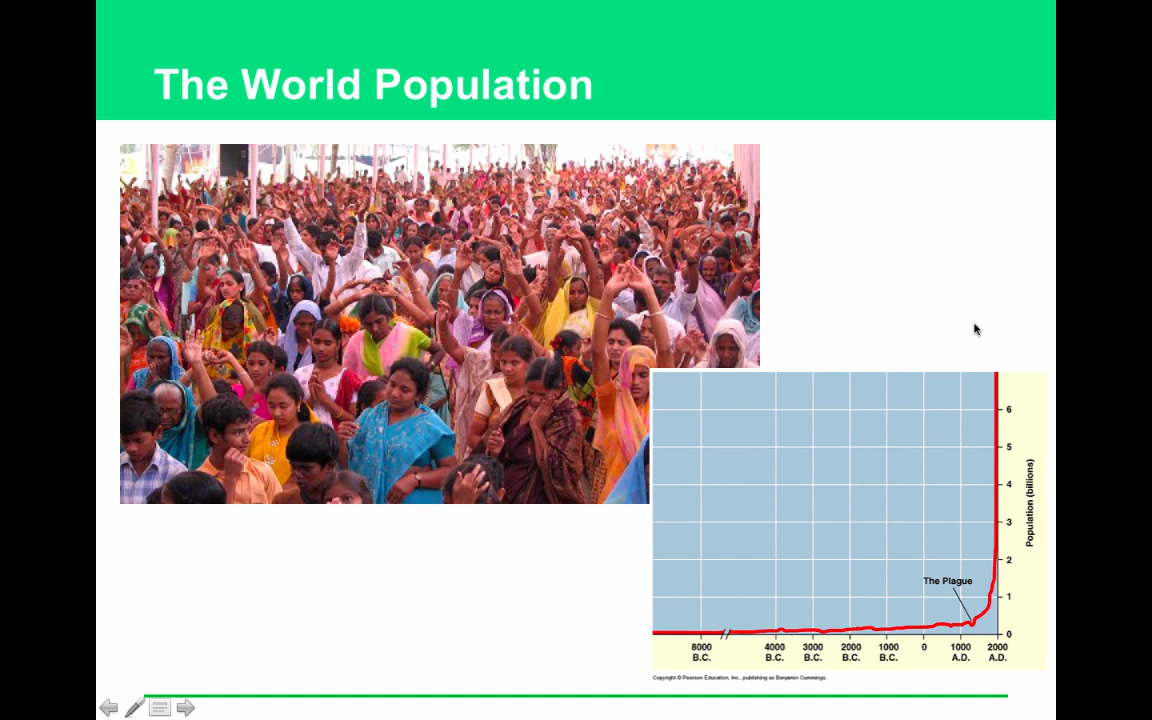 The World Population
6
5
4
3
2
1
0
Population (billions)
The Plague
8000 4000 3000 2000 1000 0 1000 2000
B.C. B.C. B.C. B.C. B.C. A.D. A.D.
Copyright © Pearson Education, Inc., publishing as Benjamin Cummings.